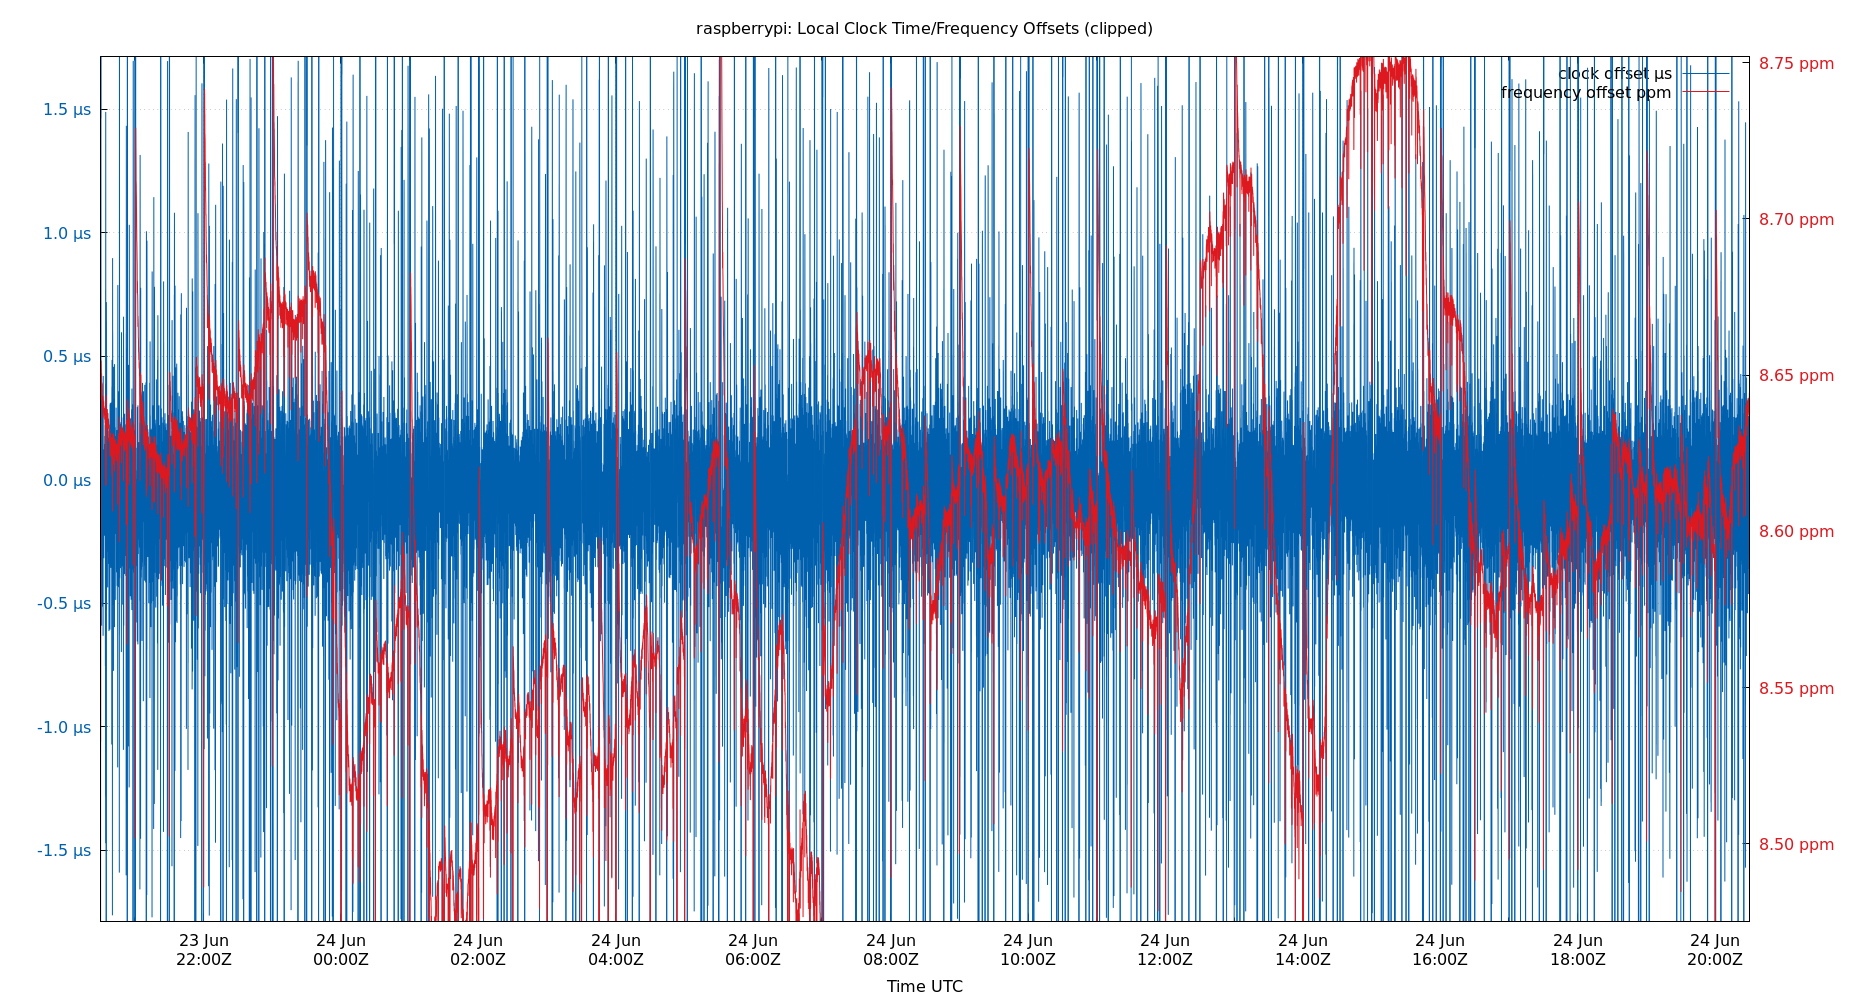 raspberrypi: Local Clock Time/Frequency Offsets (clipped)
clock offset µs
frequency offset ppm
1.5 µs
1.0 µs
0.5 µs
0.0 µs
-0.5 µs
-1.0 µs
-1.5 µs
8.75 ppm
8.70 ppm
8.65 ppm
8.60 ppm
8.55 ppm
8.50 ppm
23 Jun 24 Jun 24 Jun 24 Jun 24 Jun 24 Jun 24 Jun 24 Jun 24 Jun 24 Jun 24 Jun 24 Jun
22:00Z 00:00Z 02:00Z 04:00Z 06:00Z 08:00Z 10:00Z 12:00Z 14:00Z 16:00Z 18:00Z 20:00Z
Time UTC